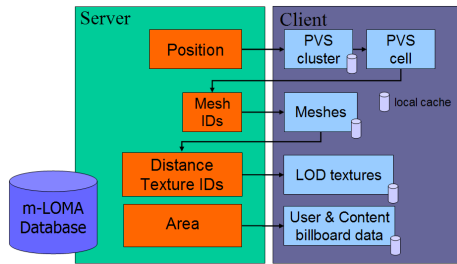 Server
Client
Position
PVS
cluster
PVS
cell
Mesh
IDs
Meshes
local cache
Distance
Texture IDs
LOD textures
m-LOMA
Database
Area
User & Content
billboard data